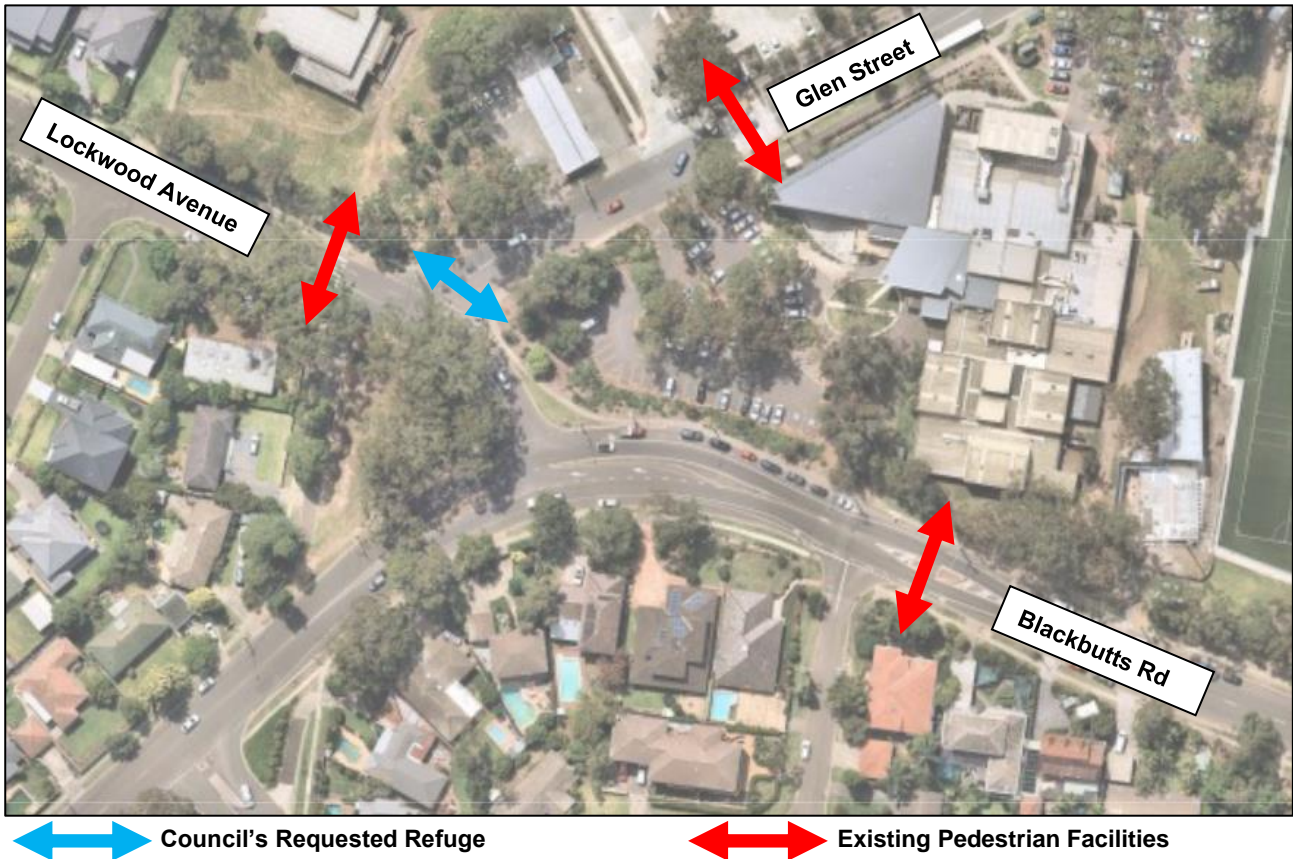 Glen Street
Lockwood Avenue
Blackbutts Rd
Council's Requested Refuge
Existing Pedestrian Facilities